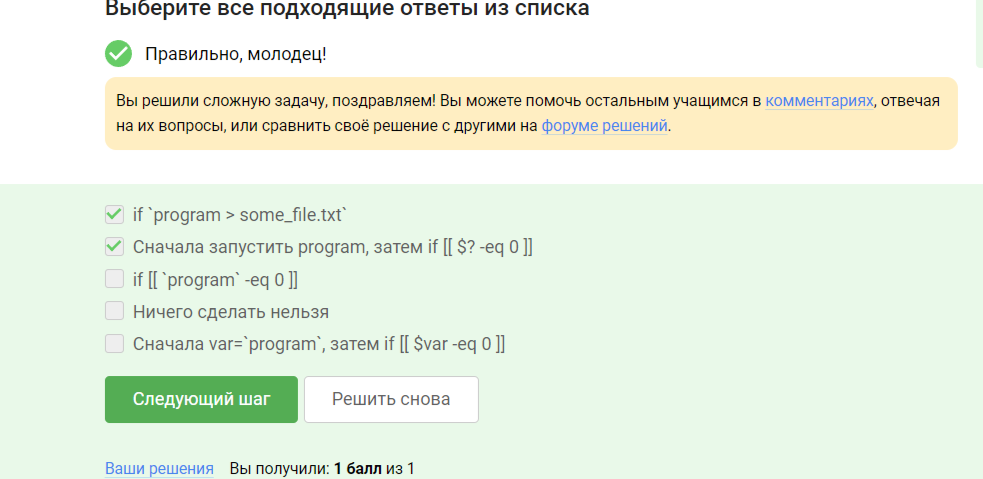 Выберите все подходящие ответы из списка
Правильно, молодец!
Вы решили сложную задачу, поздравляем! Вы можете помочь остальным учащимся в комментариях, отвечая
на их вопросы, или сравнить своё решение с другими на форуме решений.
if `program > some_file.txt`
Сначала запустить program, затем if [[ $? -eq 0 ]]
if [[ `program` -eq 0 ]]
Ничего сделать нельзя
Сначала var=`program`, затем if [[ $var -eq 0 ]]
Следующий шаг Решить снова
Ваши решения Вы получили: 1 балл из 1